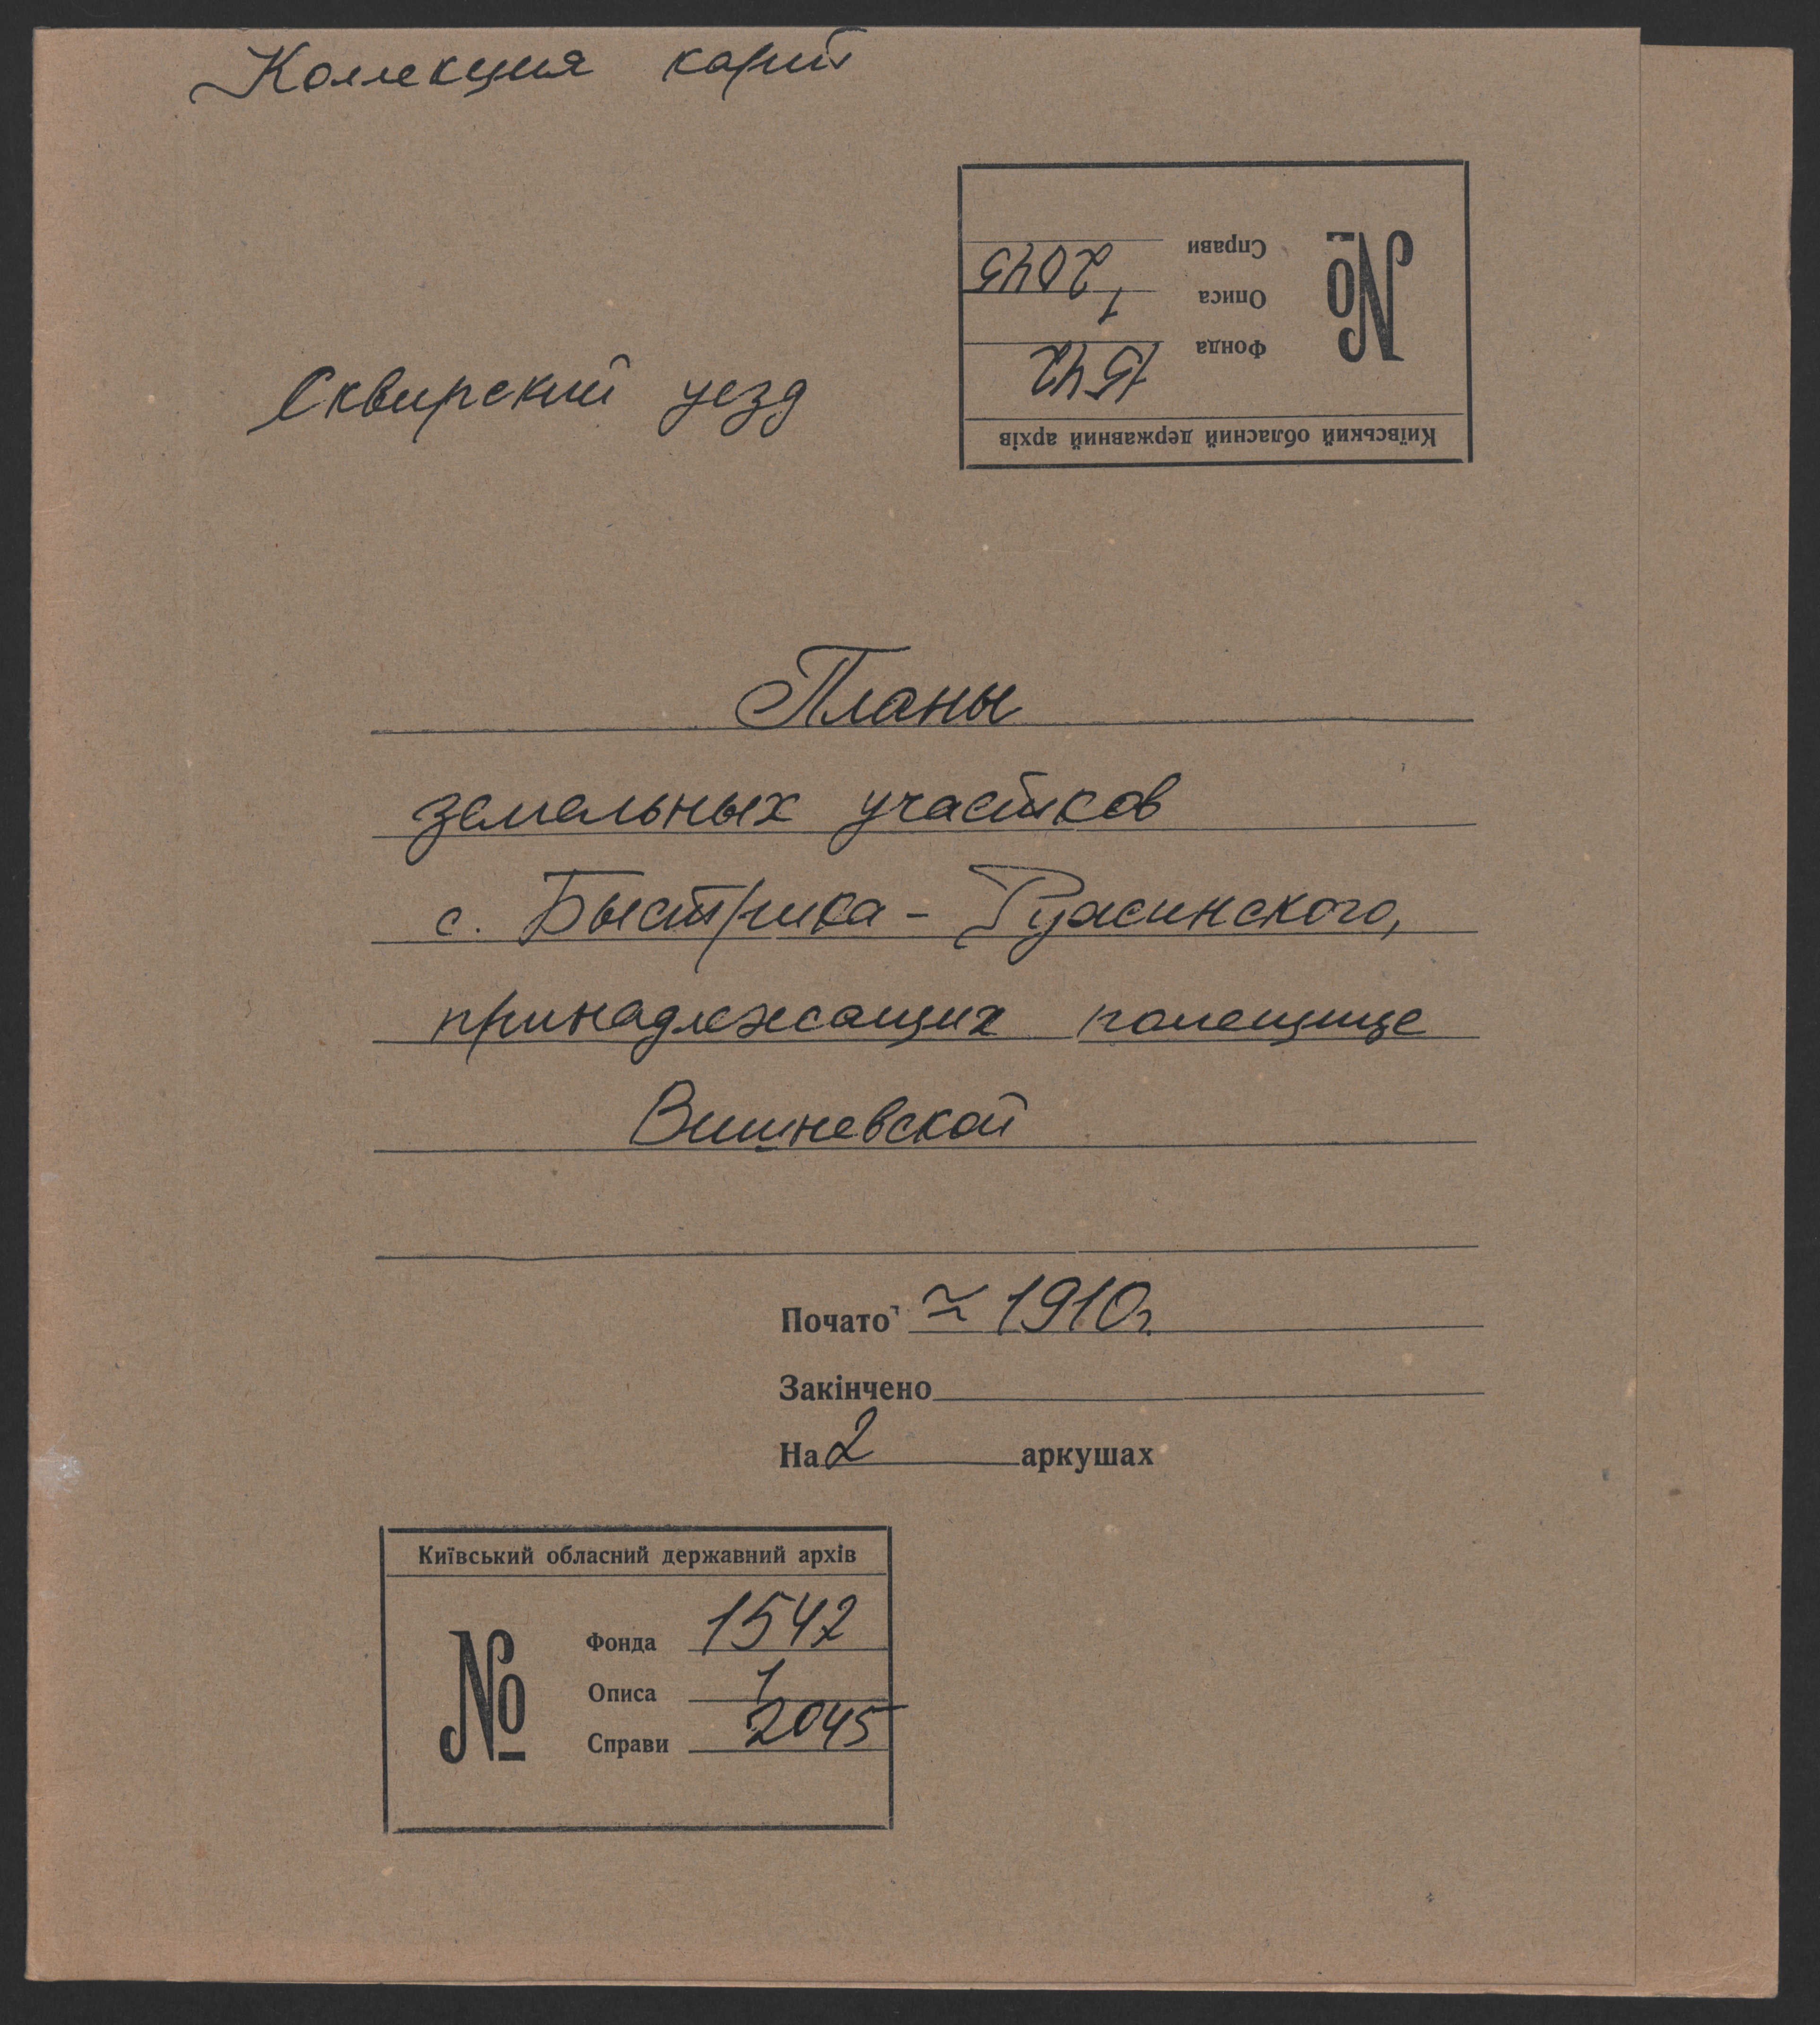 Коллекция карт
Справи 2045
Описа 1
Фонда 1542
№
Київський обласний державний архів
Сквирский уезд
Планы
земельных участков
с. Быстрика - Ружинского,
принадлежащих помещице
Вишневской
Почато ≃ 1910г
Закінчено
На 2 аркушах
Київський обласний державний архів
№
Фонда 1542
Описа 1
Справи 2045